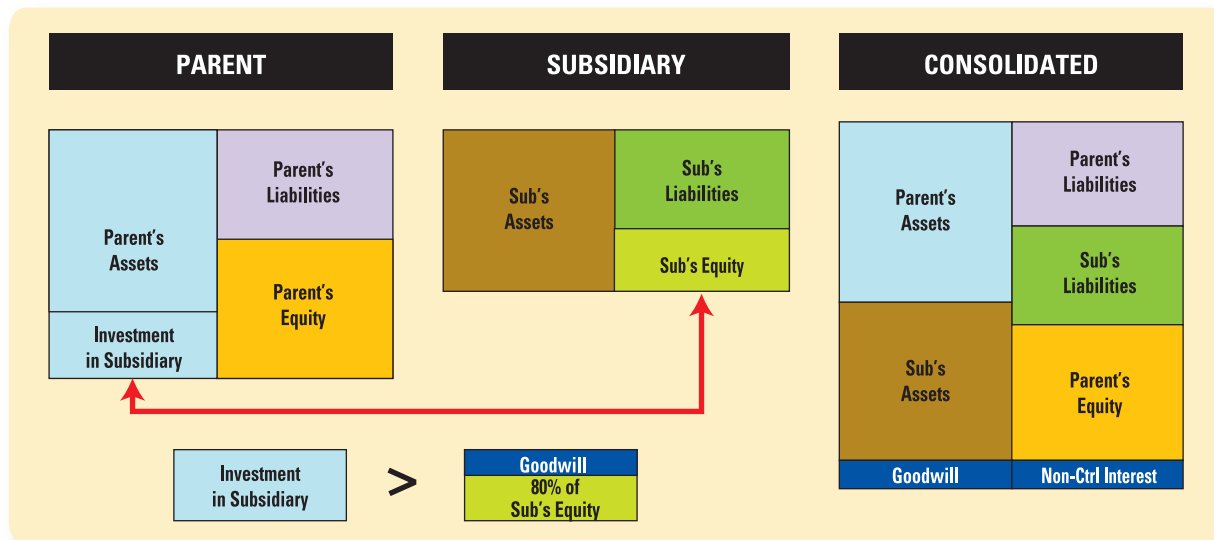 PARENT
SUBSIDIARY
CONSOLIDATED
Parent's
Assets
Parent's
Liabilities
Parent's
Equity
Investment
in Subsidiary
Sub's
Assets
Sub's
Liabilities
Sub's Equity
Parent's
Assets
Parent's
Liabilities
Sub's
Liabilities
Sub's
Assets
Parent's
Equity
Goodwill
Non-Ctrl Interest
Investment
in Subsidiary
>
Goodwill
80% of
Sub's Equity